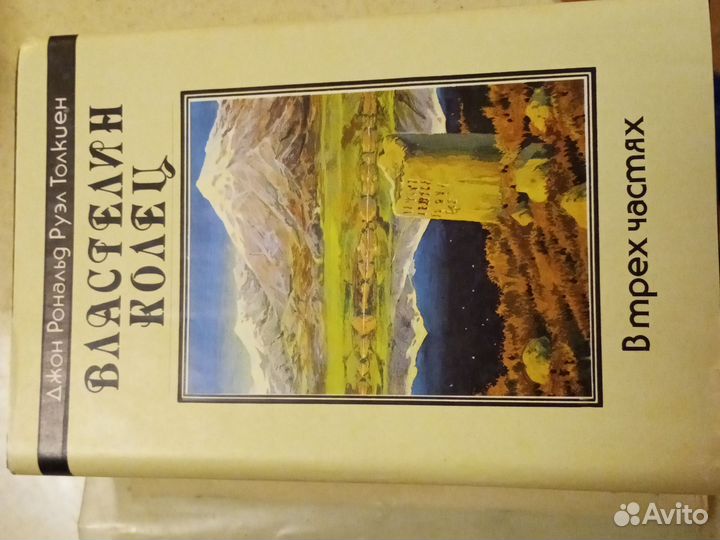 Джон Рональд Руэл Толкиен
ВЛАСТЕЛИН
КОЛЕЦ
В трех частях
Avito